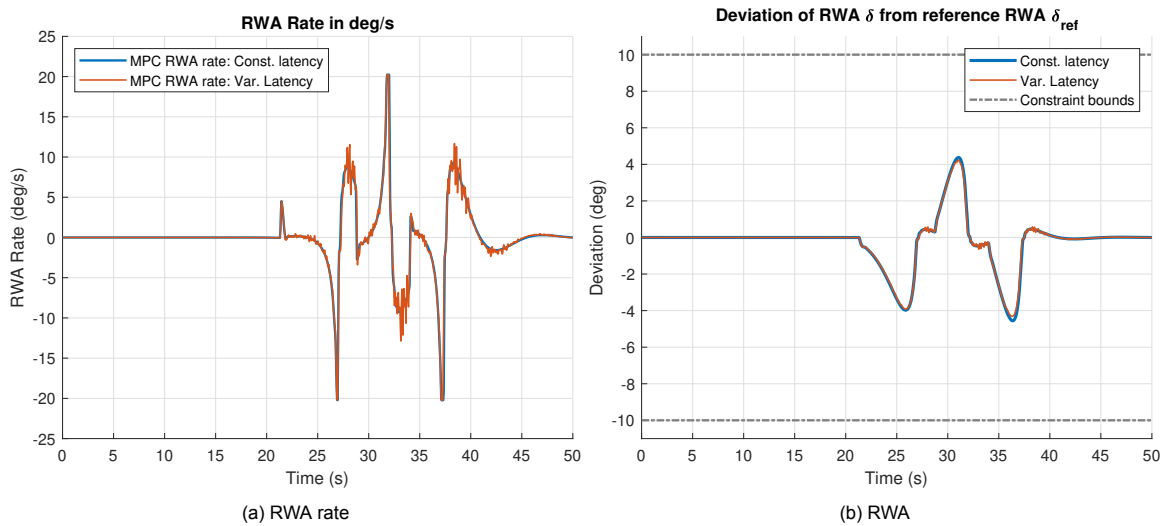 RWA Rate in deg/s
MPC RWA rate: Const. latency
MPC RWA rate: Var. Latency
RWA Rate (deg/s)
25
20
15
10
5
0
-5
-10
-15
-20
-25
0 5 10 15 20 25 30 35 40 45 50
Time (s)
(a) RWA rate
Deviation of RWA δ from reference RWA δ_ref
Const. latency
Var. Latency
Constraint bounds
Deviation (deg)
10
8
6
4
2
0
-2
-4
-6
-8
-10
0 5 10 15 20 25 30 35 40 45 50
Time (s)
(b) RWA